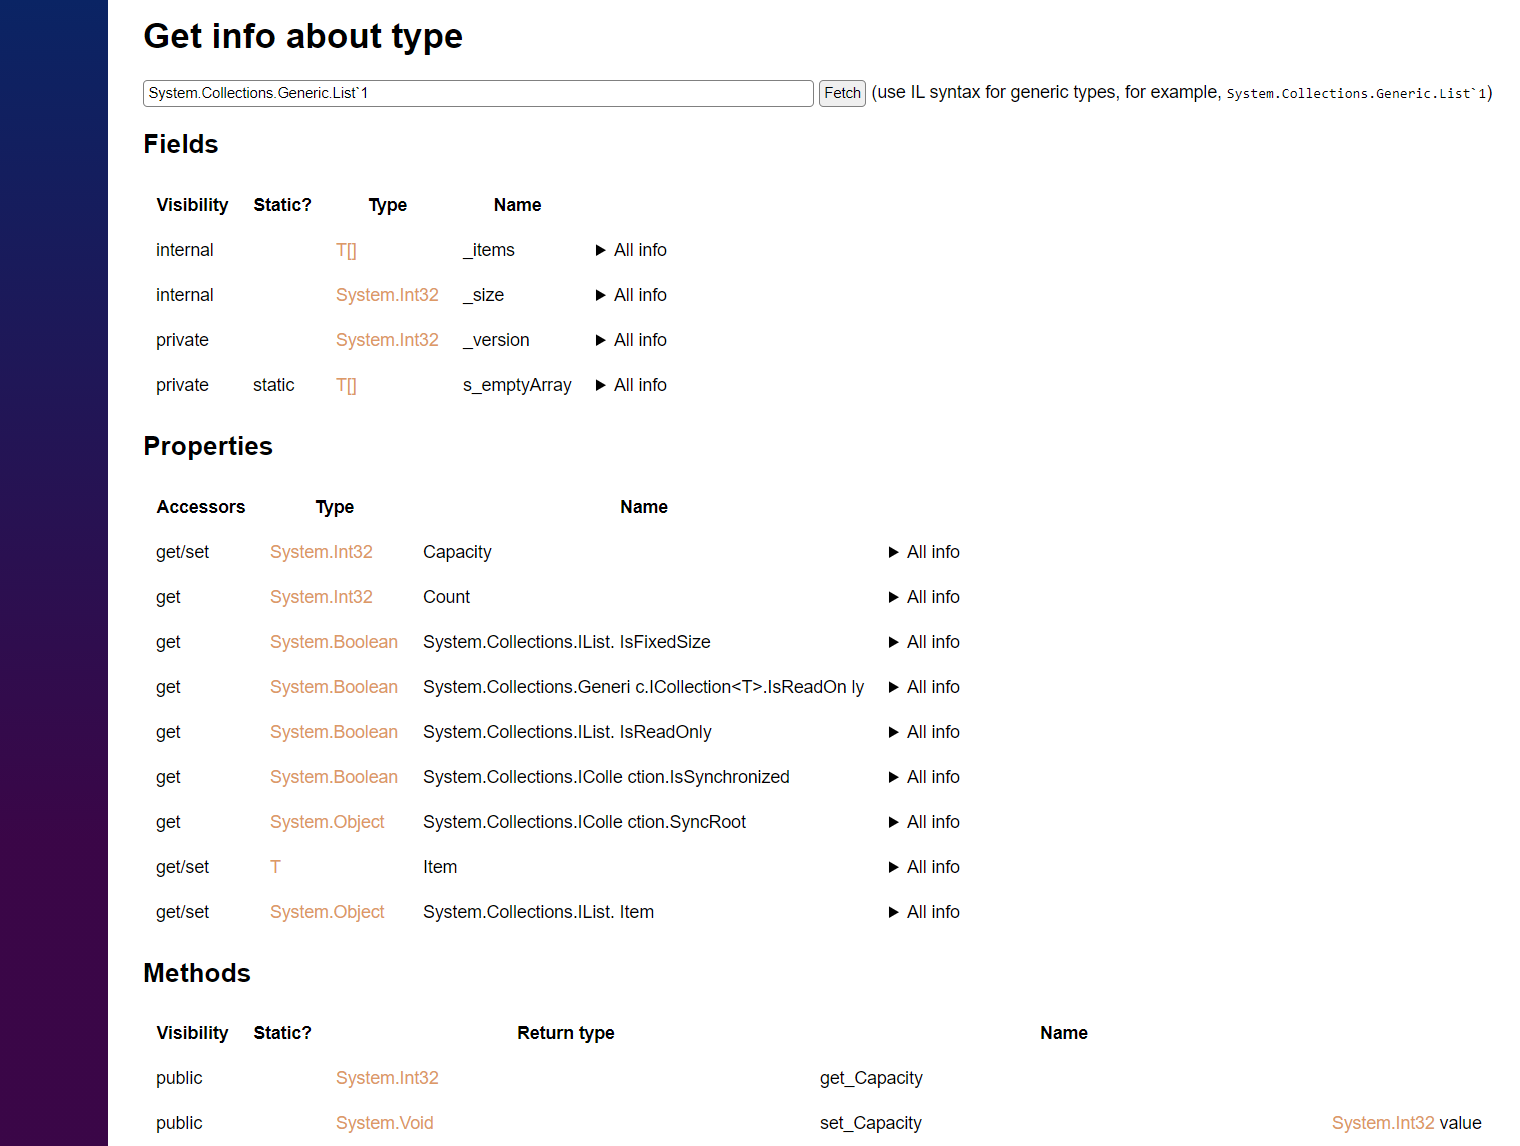 Get info about type
System.Collections.Generic.List`1 Fetch (use IL syntax for generic types, for example, System.Collections.Generic.List`1)
Fields
Visibility Static? Type Name
internal T[] _items ▶ All info
internal System.Int32 _size ▶ All info
private System.Int32 _version ▶ All info
private static T[] s_emptyArray ▶ All info
Properties
Accessors Type Name
get/set System.Int32 Capacity ▶ All info
get System.Int32 Count ▶ All info
get System.Boolean System.Collections.IList. IsFixedSize ▶ All info
get System.Boolean System.Collections.Generi c.ICollection<T>.IsReadOn ly ▶ All info
get System.Boolean System.Collections.IList. IsReadOnly ▶ All info
get System.Boolean System.Collections.IColle ction.IsSynchronized ▶ All info
get System.Object System.Collections.IColle ction.SyncRoot ▶ All info
get/set T Item ▶ All info
get/set System.Object System.Collections.IList. Item ▶ All info
Methods
Visibility Static? Return type Name
public System.Int32 get_Capacity
public System.Void set_Capacity System.Int32 value